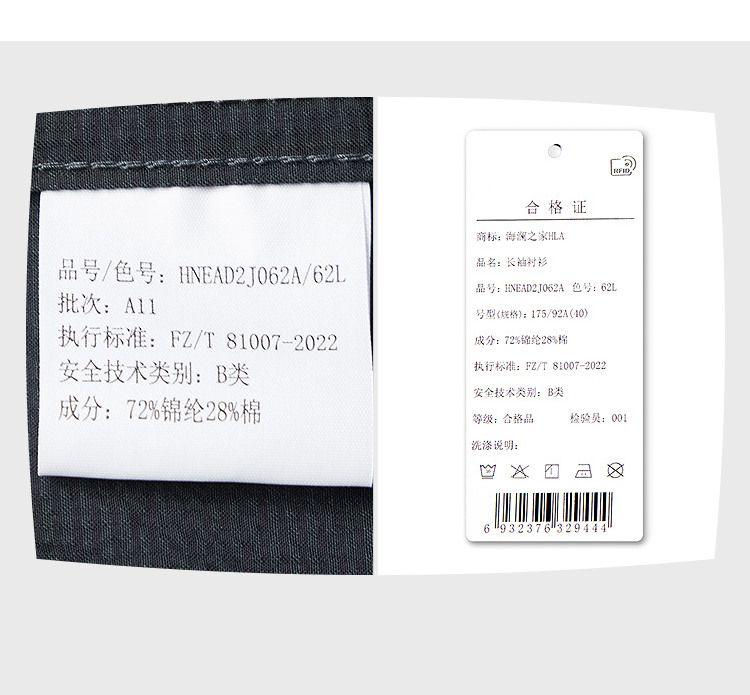 品号/色号: HNEAD2J062A/62L
批次: A11
执行标准: FZ/T 81007-2022
安全技术类别: B类
成分: 72%锦纶28%棉
RFID
合格证
商标: 海澜之家HLA
品名: 长袖衬衫
品号: HNEAD2J062A 色号: 62L
号型(规格): 175/92A(40)
成分: 72%锦纶28%棉
执行标准: FZ/T 81007-2022
安全技术类别: B类
等级: 合格品 检验员: 001
洗涤说明:
6 932376 329444